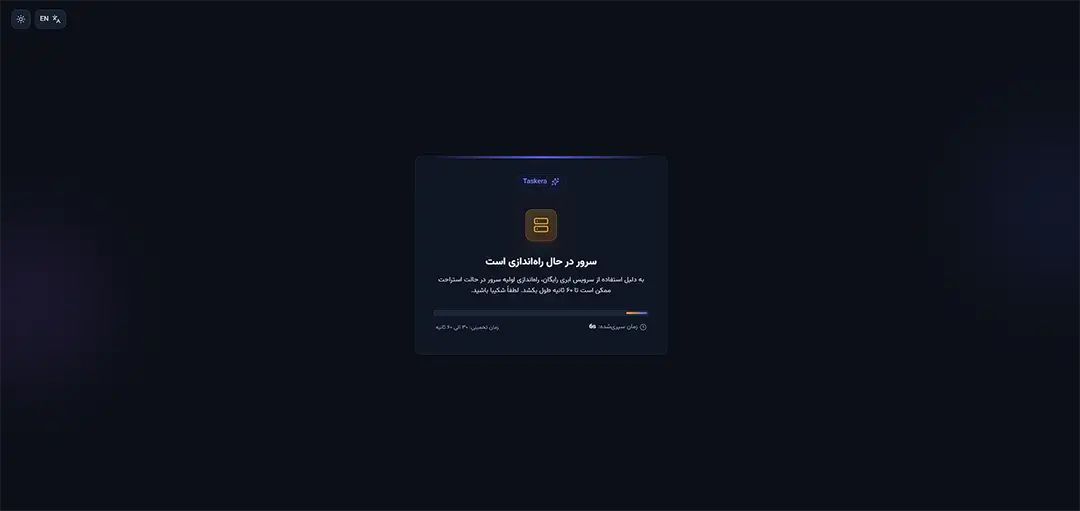 EN
Taskera
سرور در حال راه‌اندازی است
به دلیل استفاده از سرویس ابری رایگان، راه‌اندازی اولیه سرور در حالت استراحت
ممکن است تا ۶۰ ثانیه طول بکشد. لطفاً شکیبا باشید.
زمان سپری‌شده: 6s
زمان تخمینی: ۳۰ الی ۶۰ ثانیه